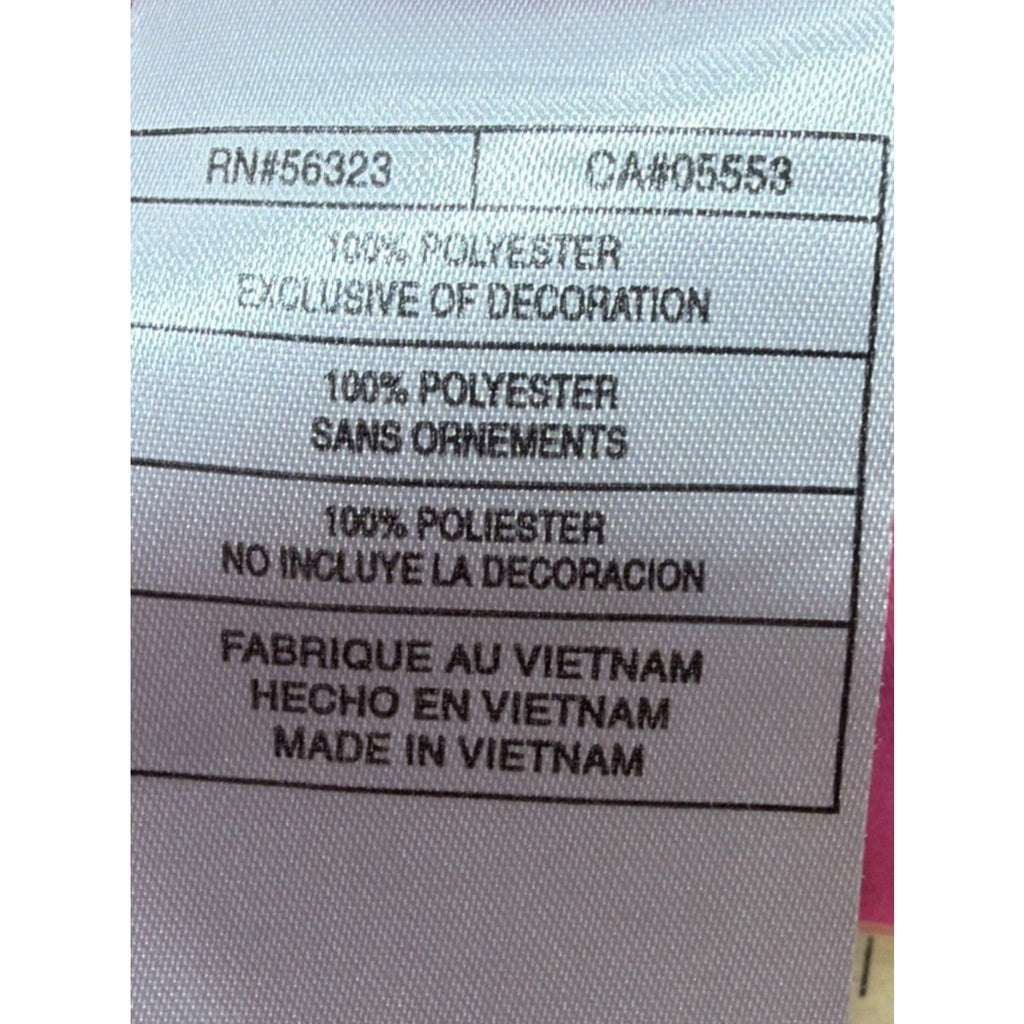 RN#56323 CA#05553
100% POLYESTER
EXCLUSIVE OF DECORATION
100% POLYESTER
SANS ORNEMENTS
100% POLIESTER
NO INCLUYE LA DECORACION
FABRIQUE AU VIETNAM
HECHO EN VIETNAM
MADE IN VIETNAM